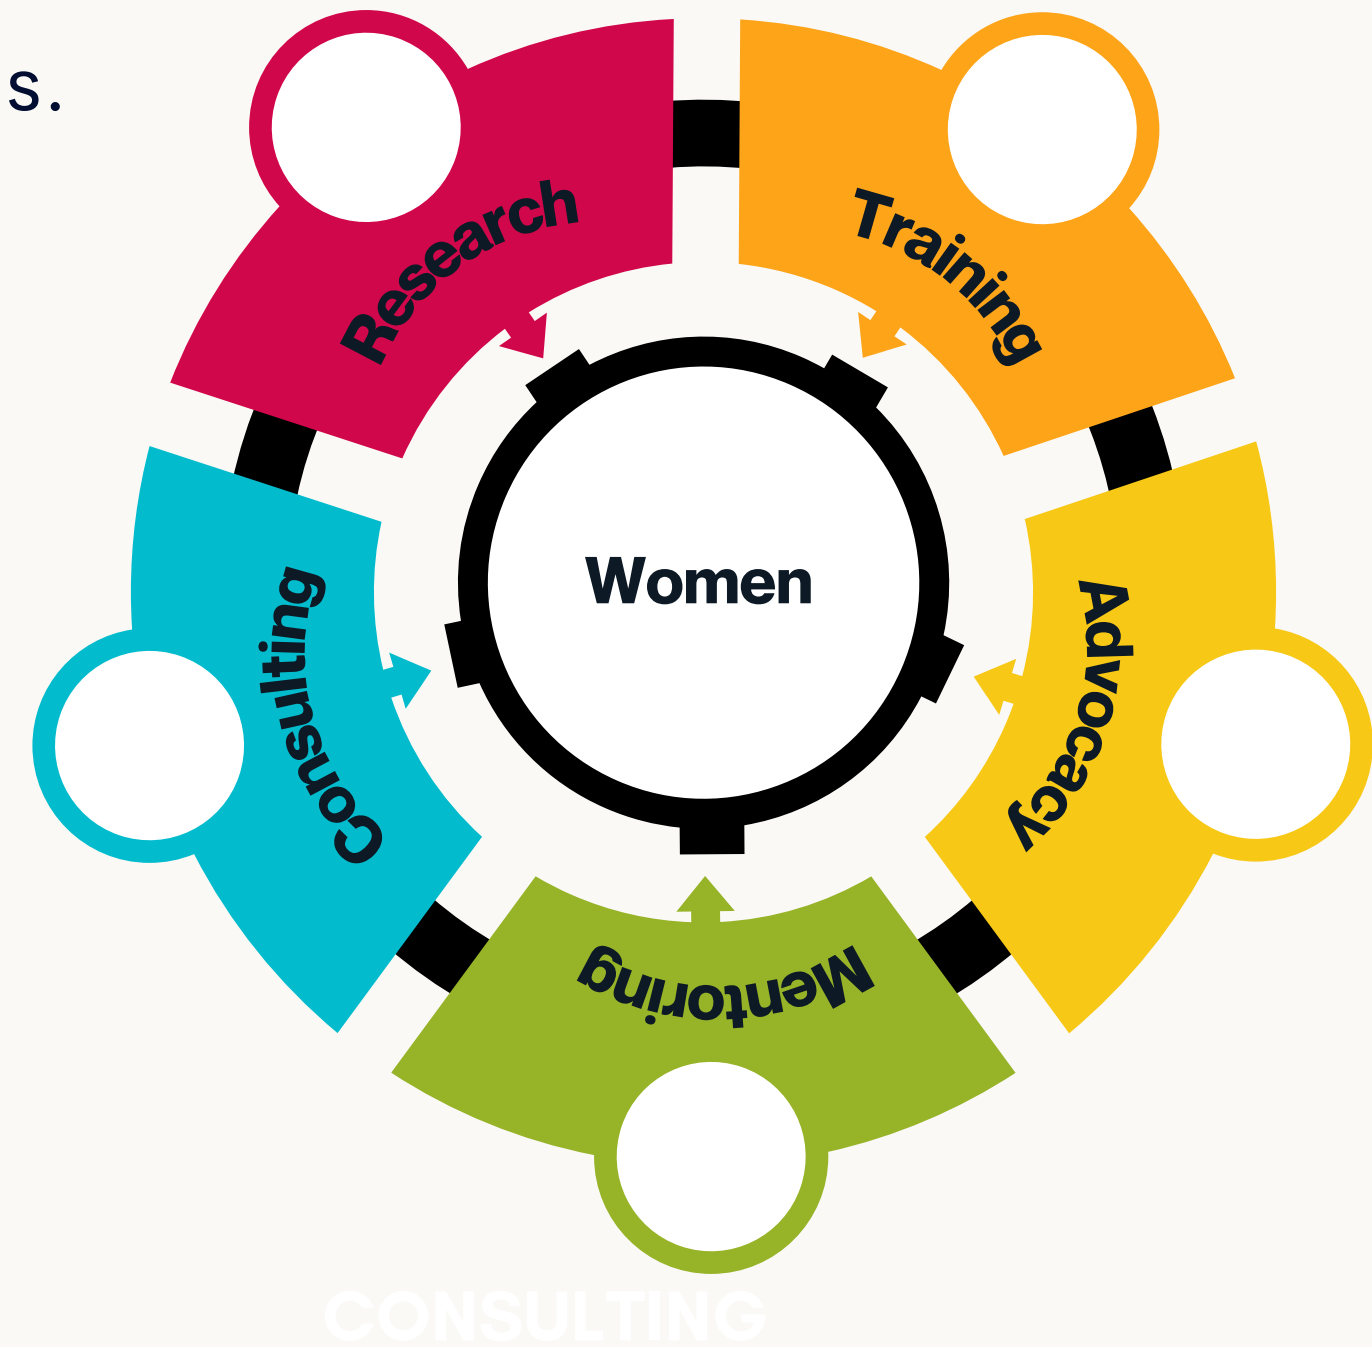 s.
Research
Training
Women
Consulting
Advocacy
Mentoring
CONSULTING